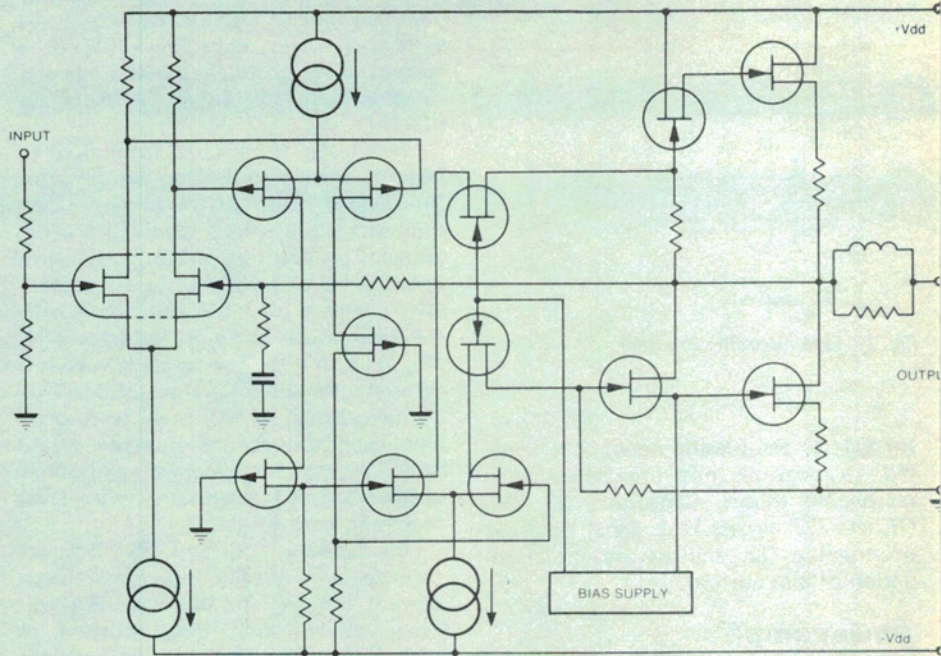 +Vdd
INPUT
OUTPU
BIAS SUPPLY
-Vdd